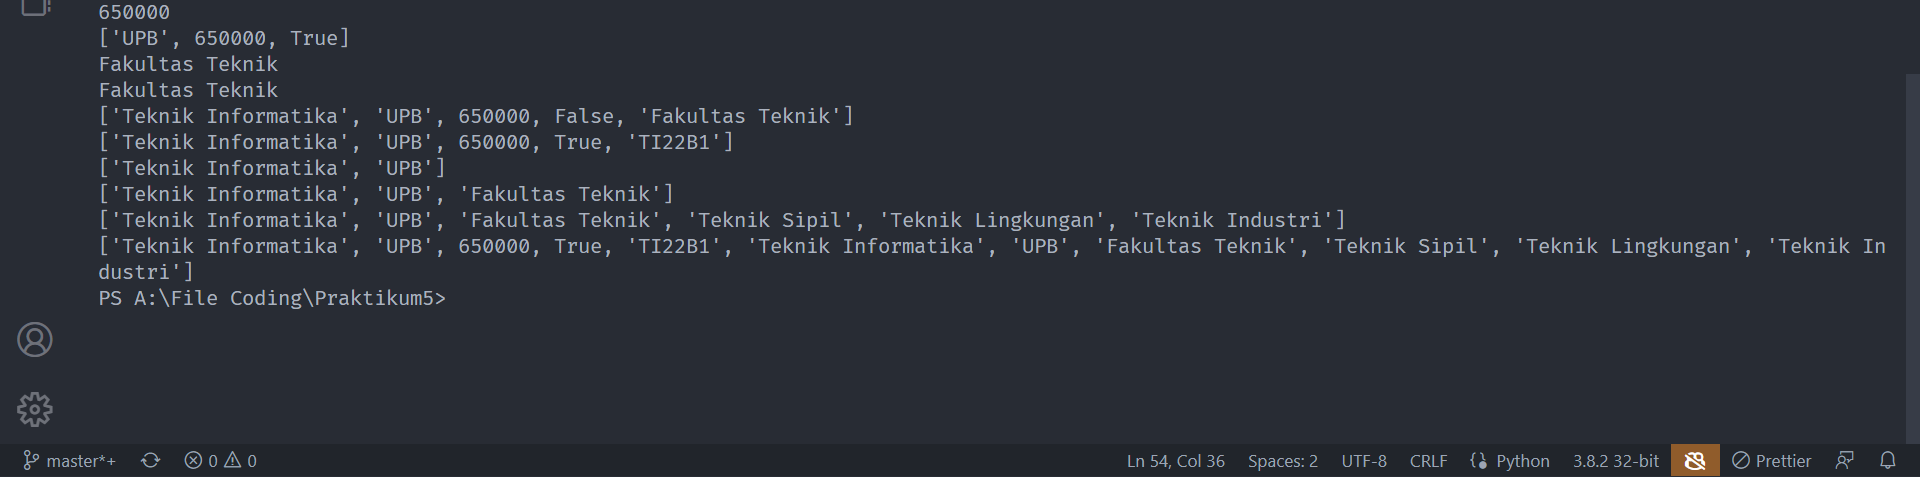 650000
['UPB', 650000, True]
Fakultas Teknik
Fakultas Teknik
['Teknik Informatika', 'UPB', 650000, False, 'Fakultas Teknik']
['Teknik Informatika', 'UPB', 650000, True, 'TI22B1']
['Teknik Informatika', 'UPB']
['Teknik Informatika', 'UPB', 'Fakultas Teknik']
['Teknik Informatika', 'UPB', 'Fakultas Teknik', 'Teknik Sipil', 'Teknik Lingkungan', 'Teknik Industri']
['Teknik Informatika', 'UPB', 650000, True, 'TI22B1', 'Teknik Informatika', 'UPB', 'Fakultas Teknik', 'Teknik Sipil', 'Teknik Lingkungan', 'Teknik In
dustri']
PS A:\File Coding\Praktikum5>
master*+ 0 0 Ln 54, Col 36 Spaces: 2 UTF-8 CRLF Python 3.8.2 32-bit Prettier